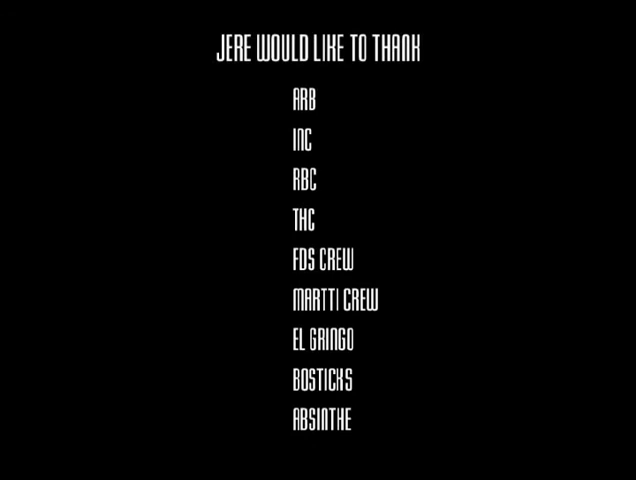 JERE WOULD LIKE TO THANK
ARB
INC
RBC
THC
FDS CREW
MARTTI CREW
EL GRINGO
BOSTICKS
ABSINTHE